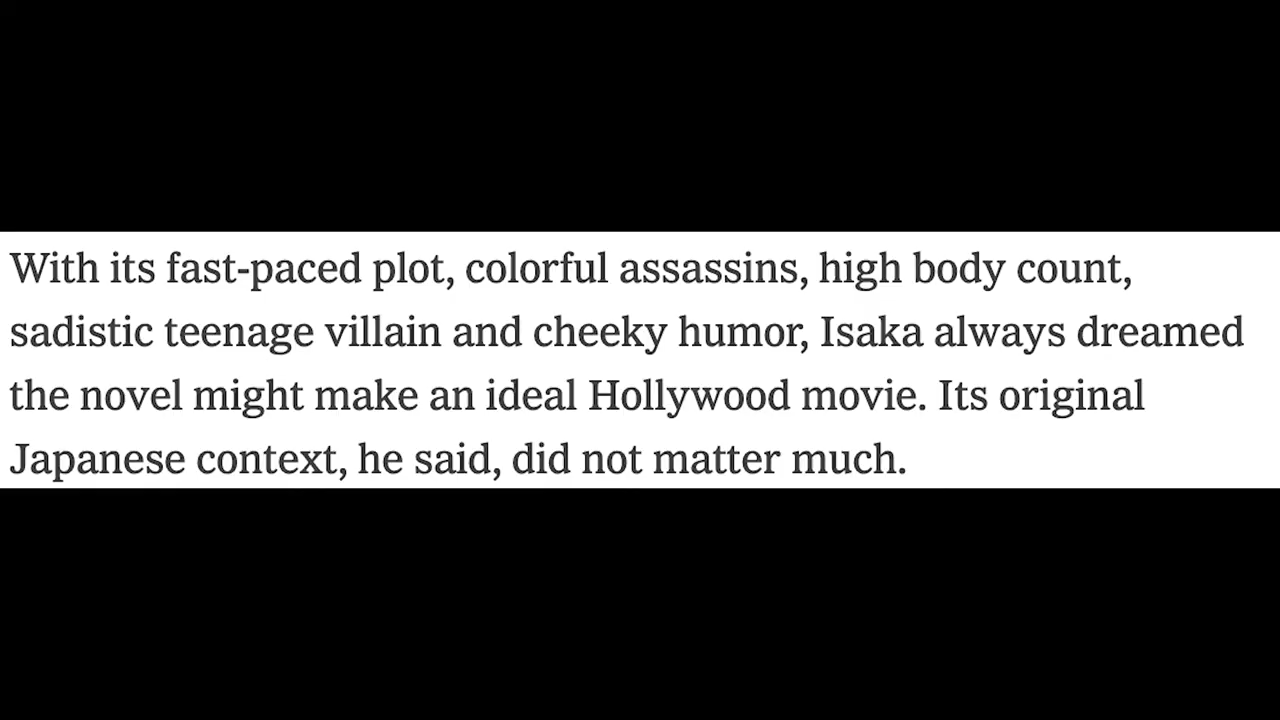 With its fast-paced plot, colorful assassins, high body count,
sadistic teenage villain and cheeky humor, Isaka always dreamed
the novel might make an ideal Hollywood movie. Its original
Japanese context, he said, did not matter much.